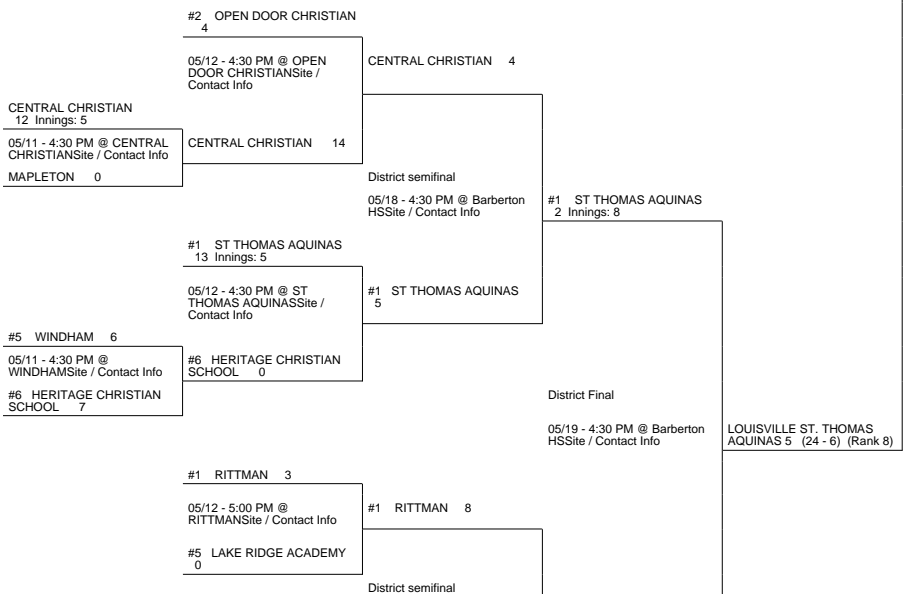 #2 OPEN DOOR CHRISTIAN
4
05/12 - 4:30 PM @ OPEN
DOOR CHRISTIANSite /
Contact Info
CENTRAL CHRISTIAN 4
CENTRAL CHRISTIAN
12 Innings: 5
05/11 - 4:30 PM @ CENTRAL
CHRISTIANSite / Contact Info
MAPLETON 0
CENTRAL CHRISTIAN 14
District semifinal
05/18 - 4:30 PM @ Barberton
HSSite / Contact Info
#1 ST THOMAS AQUINAS
2 Innings: 8
#1 ST THOMAS AQUINAS
13 Innings: 5
05/12 - 4:30 PM @ ST
THOMAS AQUINASSite /
Contact Info
#1 ST THOMAS AQUINAS
5
#5 WINDHAM 6
05/11 - 4:30 PM @
WINDHAMSite / Contact Info
#6 HERITAGE CHRISTIAN
SCHOOL 7
#6 HERITAGE CHRISTIAN
SCHOOL 0
District Final
05/19 - 4:30 PM @ Barberton
HSSite / Contact Info
LOUISVILLE ST. THOMAS
AQUINAS 5 (24 - 6) (Rank 8)
#1 RITTMAN 3
05/12 - 5:00 PM @
RITTMANSite / Contact Info
#1 RITTMAN 8
#5 LAKE RIDGE ACADEMY
0
District semifinal